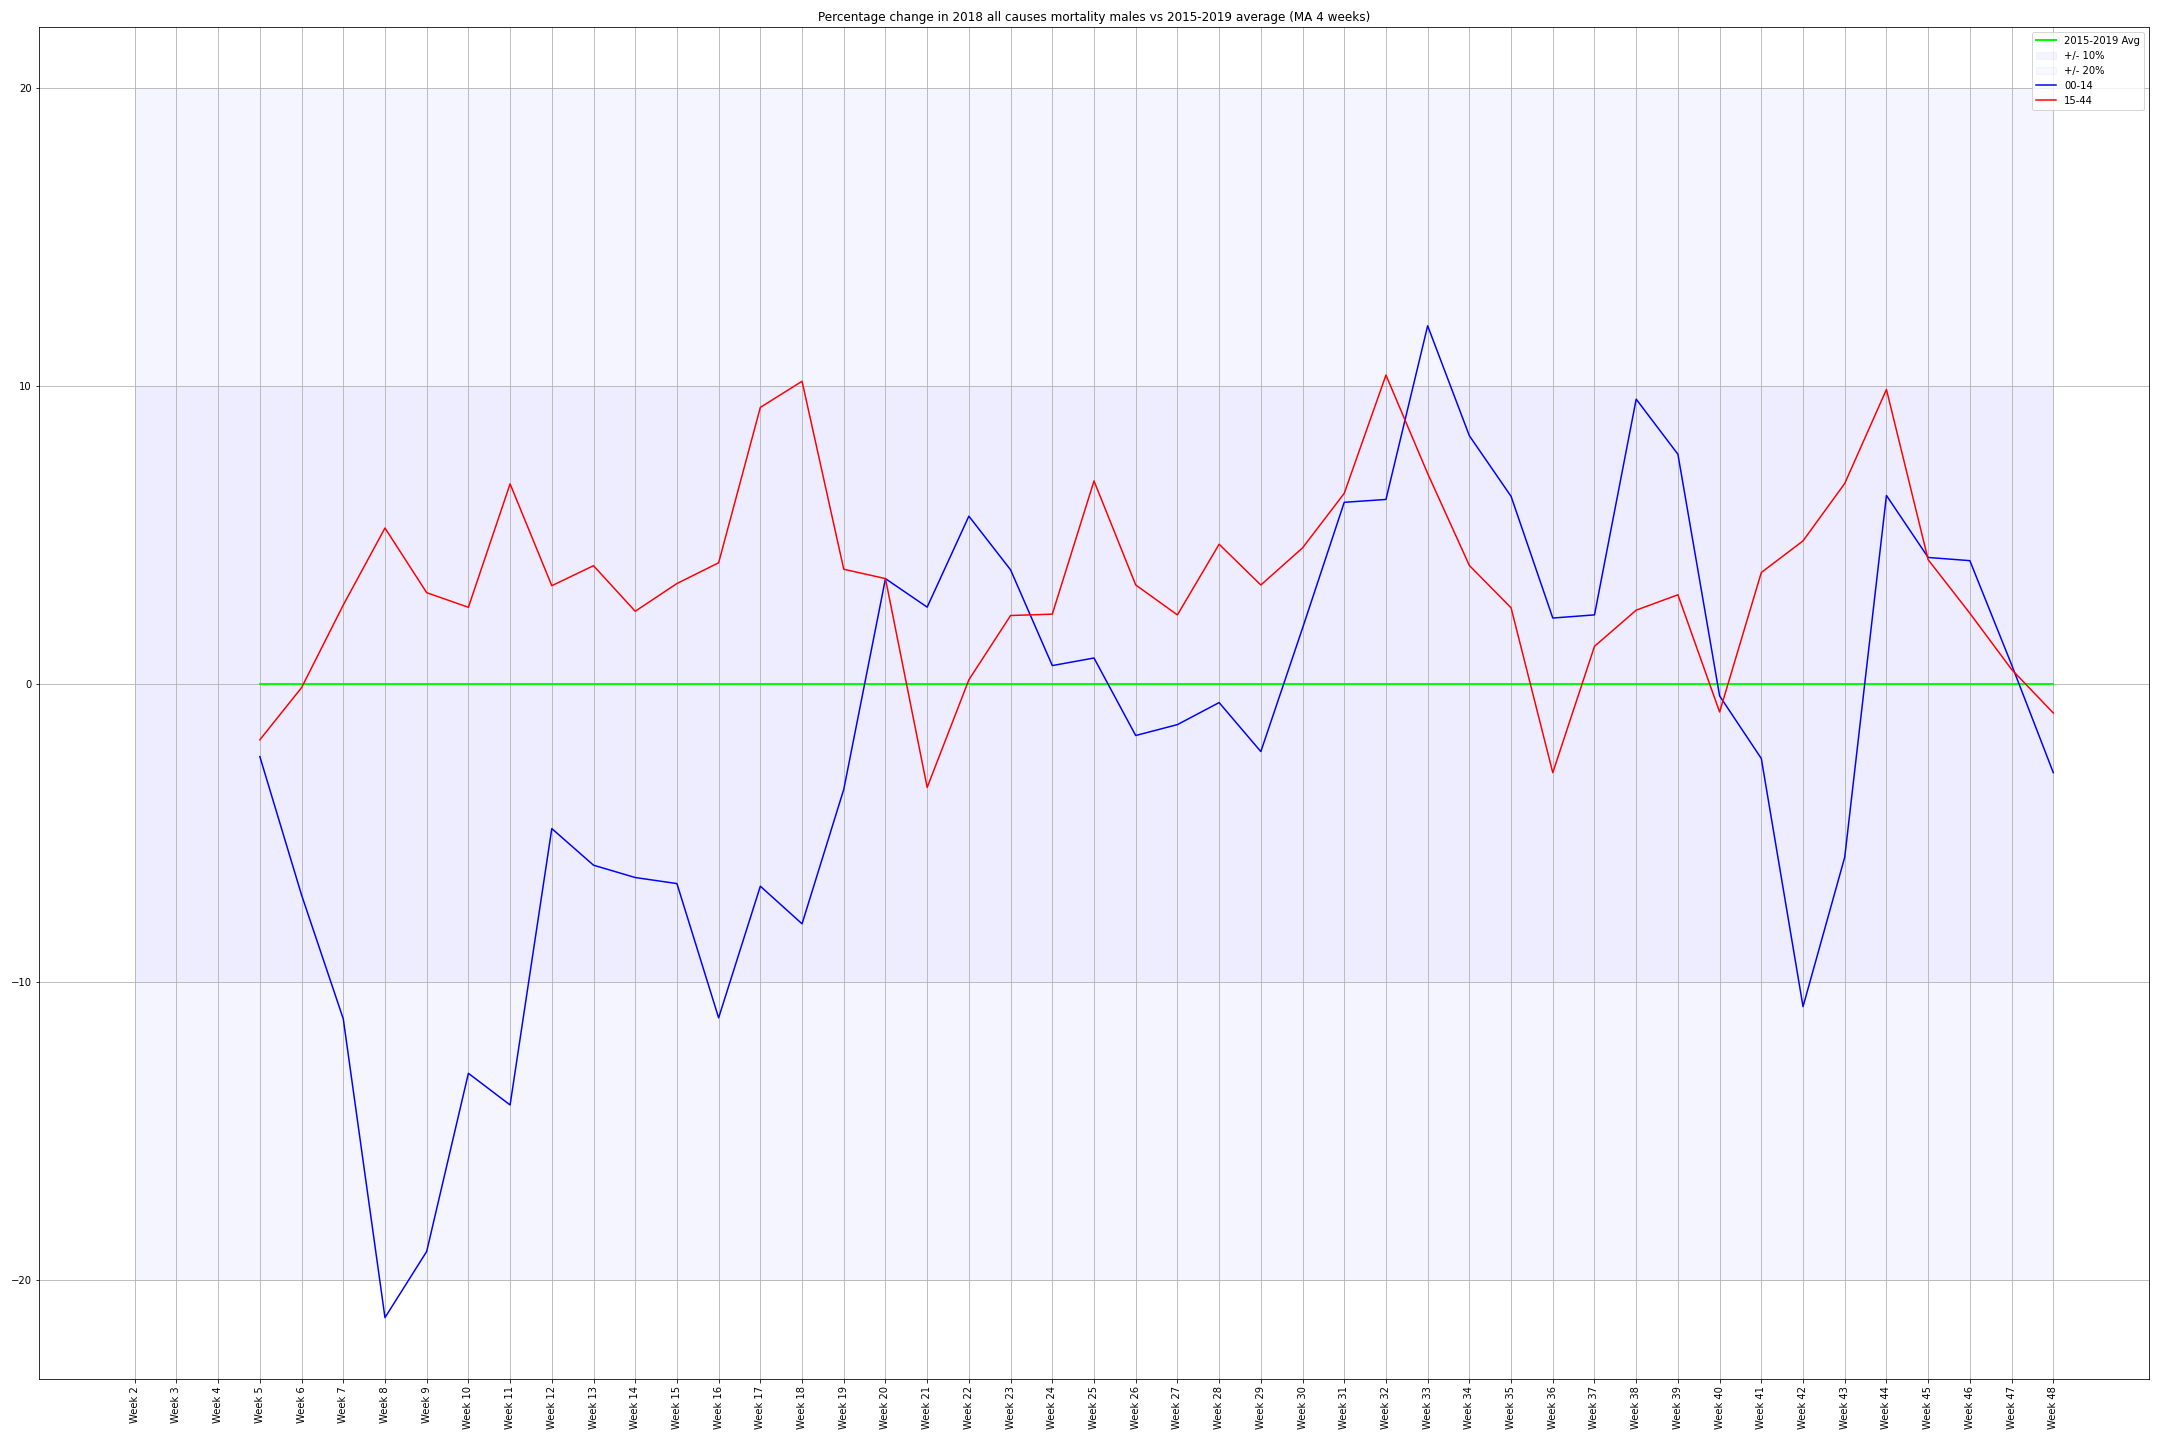 Percentage change in 2018 all causes mortality males vs 2015-2019 average (MA 4 weeks)
2015-2019 Avg
+/- 10%
+/- 20%
00-14
15-44
20
10
0
−10
−20
Week 2
Week 3
Week 4
Week 5
Week 6
Week 7
Week 8
Week 9
Week 10
Week 11
Week 12
Week 13
Week 14
Week 15
Week 16
Week 17
Week 18
Week 19
Week 20
Week 21
Week 22
Week 23
Week 24
Week 25
Week 26
Week 27
Week 28
Week 29
Week 30
Week 31
Week 32
Week 33
Week 34
Week 35
Week 36
Week 37
Week 38
Week 39
Week 40
Week 41
Week 42
Week 43
Week 44
Week 45
Week 46
Week 47
Week 48